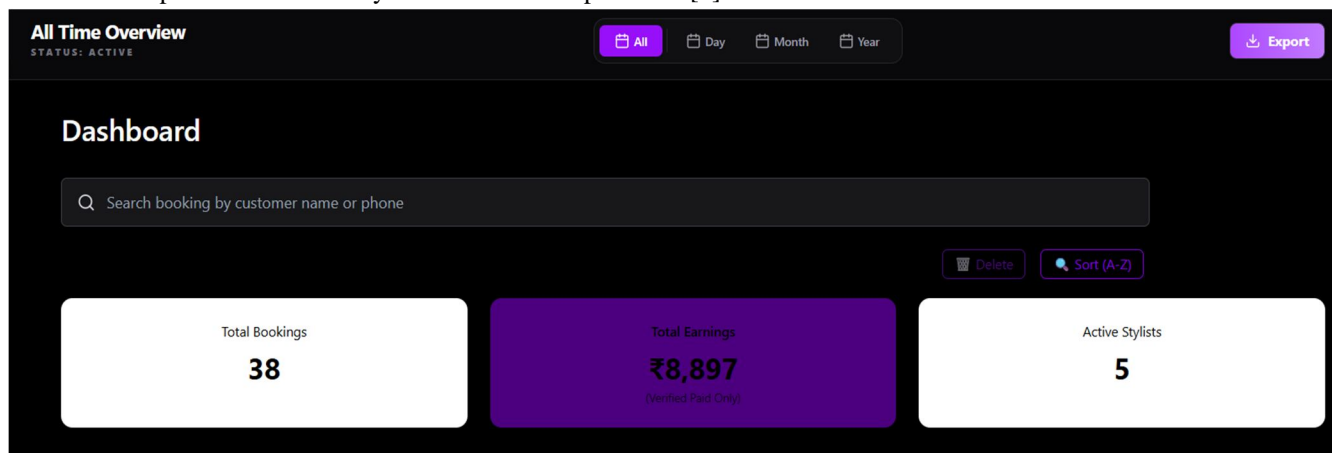 All Time Overview
STATUS: ACTIVE
All Day Month Year
Export
Dashboard
Search booking by customer name or phone
Delete Sort (A-Z)
Total Bookings
38
Total Earnings
₹8,897
(Verified Paid Only)
Active Stylists
5